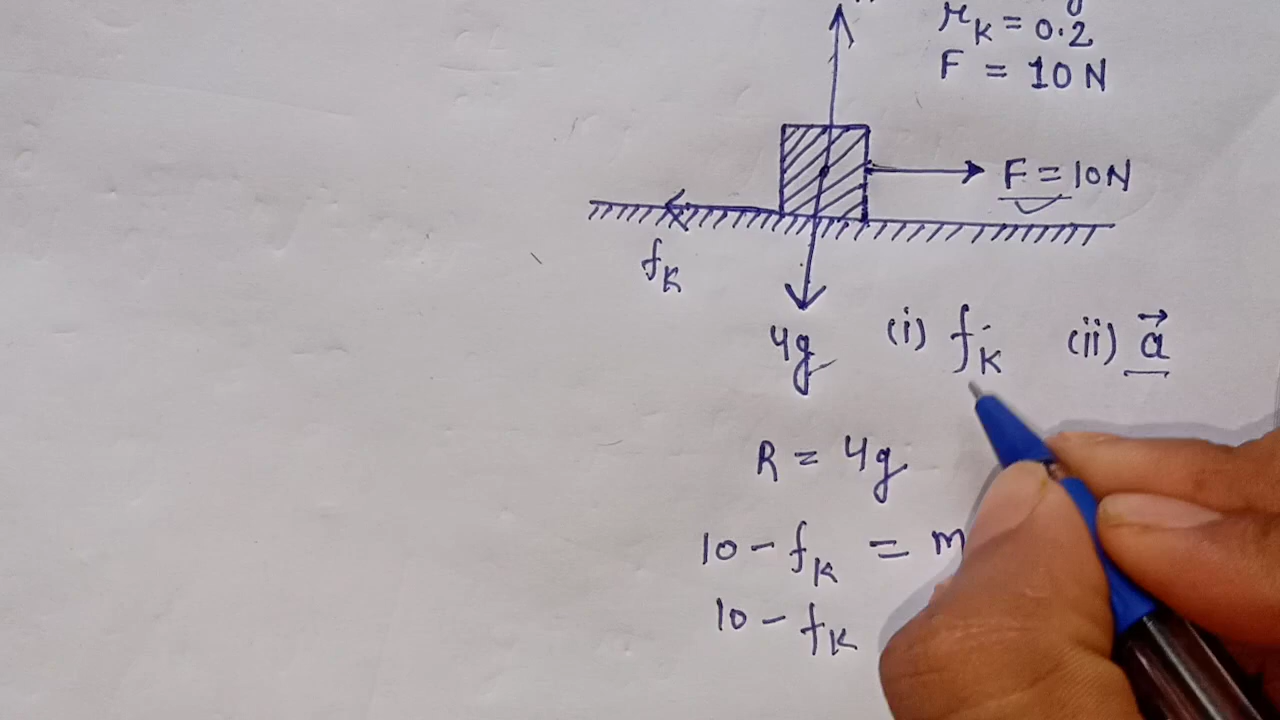 μK = 0.2
F = 10 N
F = 10N
fK
4g
(i) fK (ii) a⃗
R = 4g
10 - fK = m
10 - fK